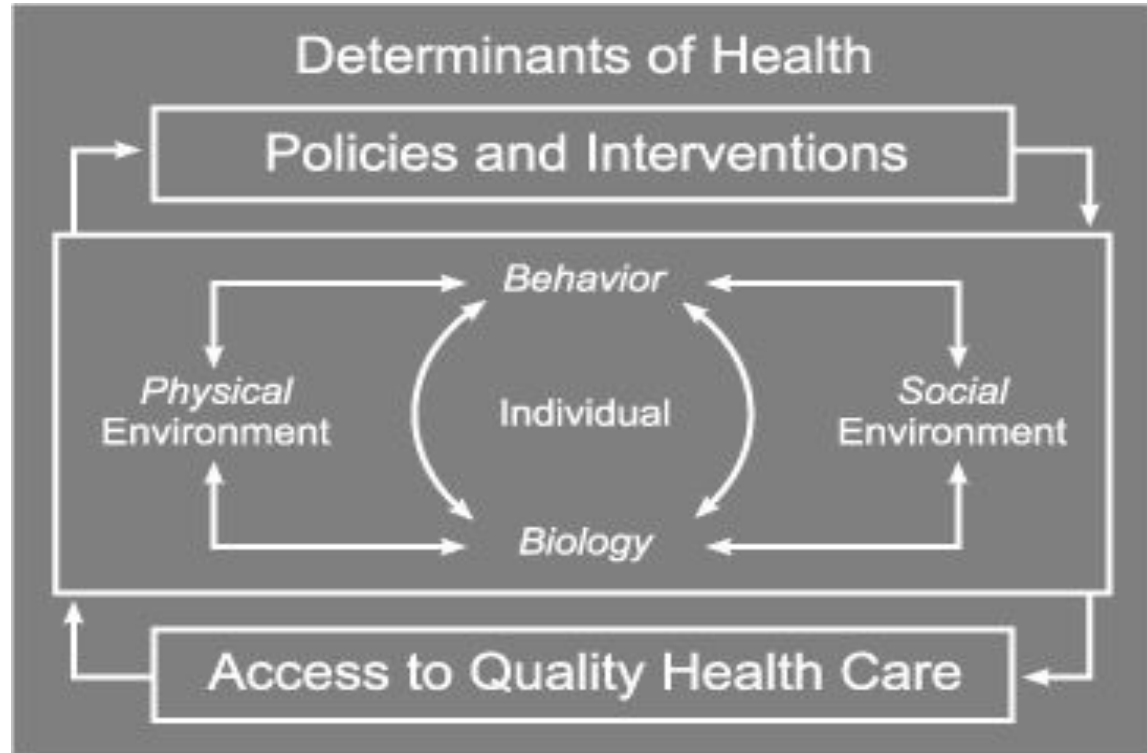 Determinants of Health
Policies and Interventions
Behavior
Physical
Environment
Individual
Social
Environment
Biology
Access to Quality Health Care